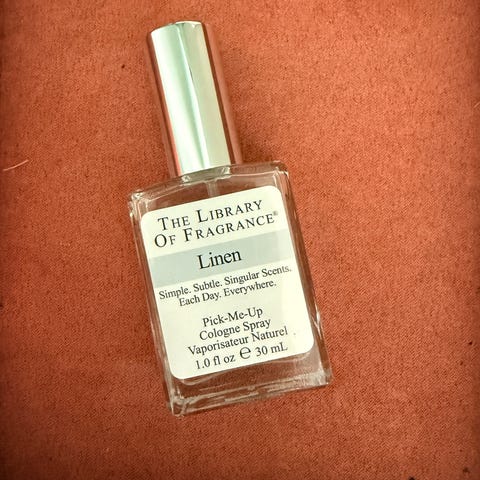 THE LIBRARY
OF FRAGRANCE®
Linen
Simple. Subtle. Singular Scents.
Each Day. Everywhere.
Pick-Me-Up
Cologne Spray
Vaporisateur Naturel
1.0 fl oz ℮ 30 mL